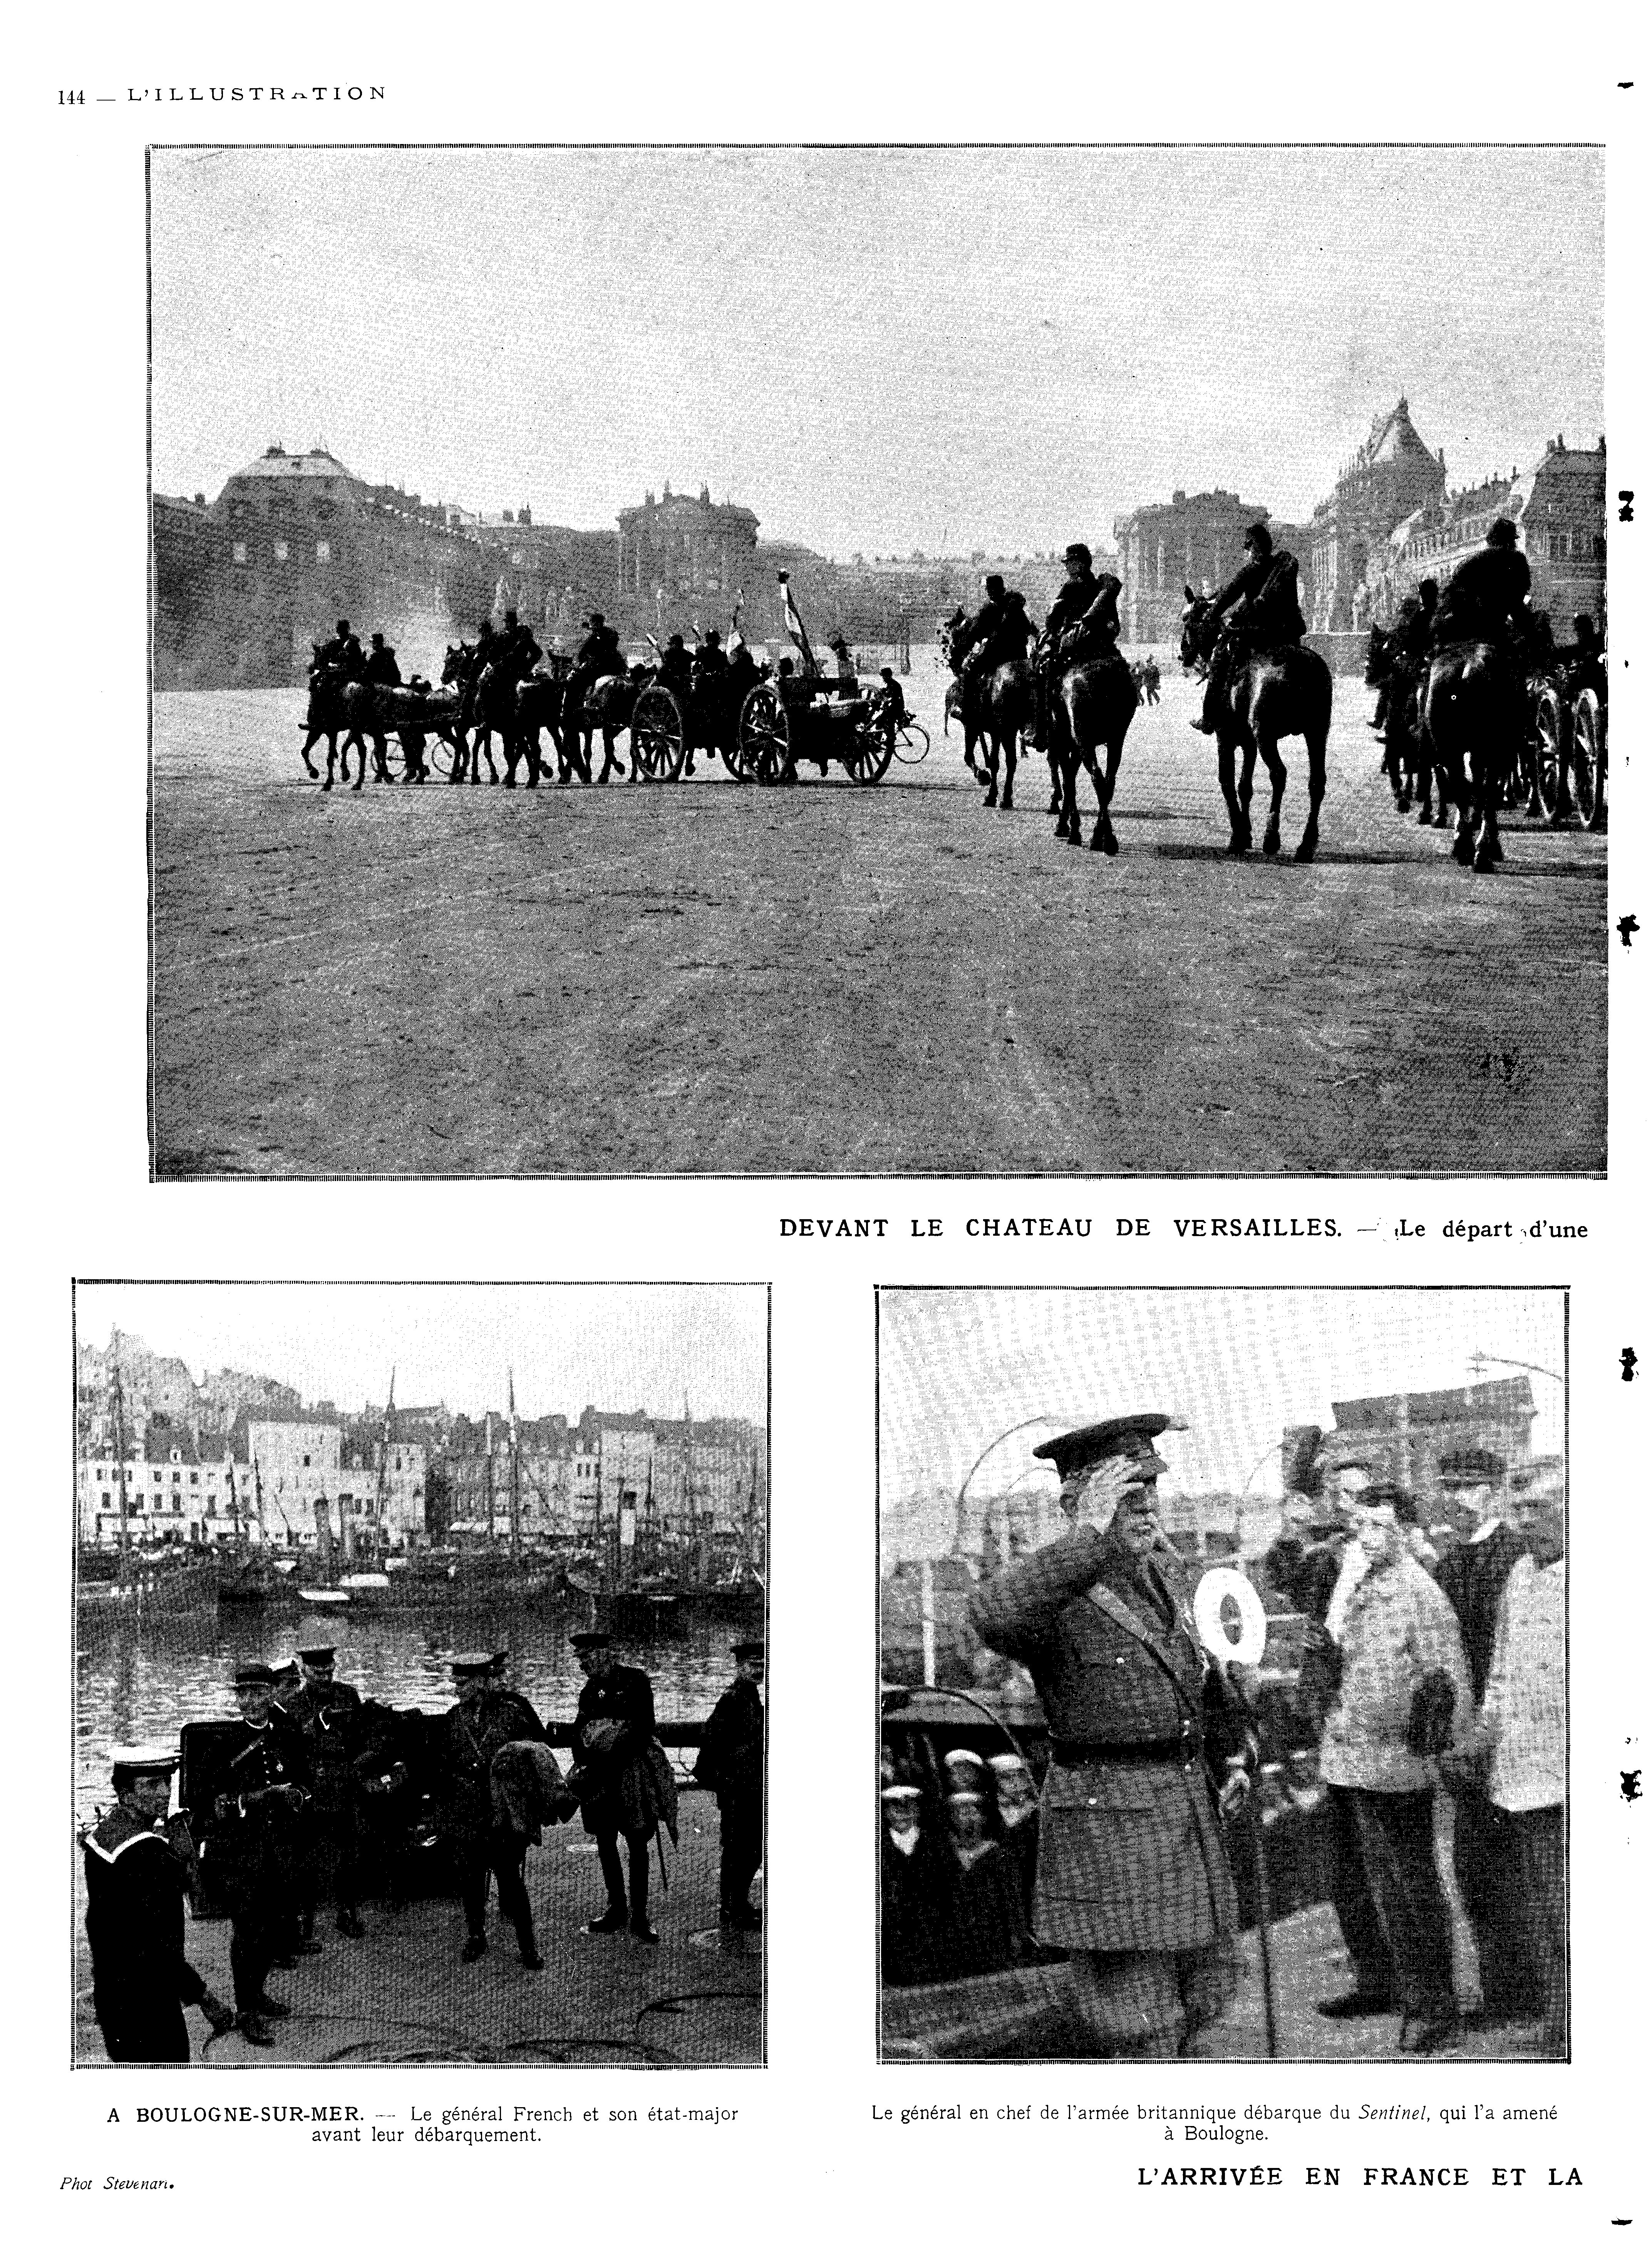 144 — L'ILLUSTRATION
DEVANT LE CHATEAU DE VERSAILLES. — Le départ d'une
A BOULOGNE-SUR-MER. — Le général French et son état-major
avant leur débarquement.
Le général en chef de l'armée britannique débarque du Sentinel, qui l'a amené
à Boulogne.
Phot Stevenart.
L'ARRIVÉE EN FRANCE ET LA